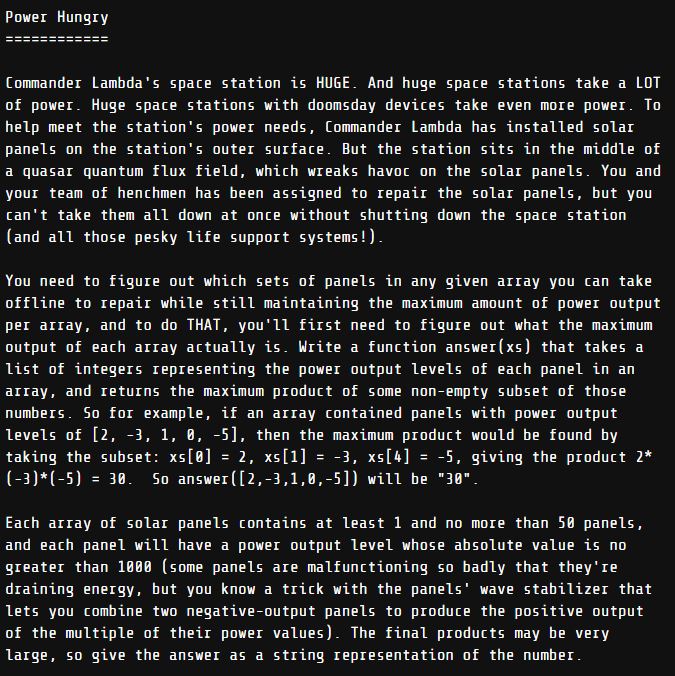 Power Hungry
============
Commander Lambda's space station is HUGE. And huge space stations take a LOT
of power. Huge space stations with doomsday devices take even more power. To
help meet the station's power needs, Commander Lambda has installed solar
panels on the station's outer surface. But the station sits in the middle of
a quasar quantum flux field, which wreaks havoc on the solar panels. You and
your team of henchmen has been assigned to repair the solar panels, but you
can't take them all down at once without shutting down the space station
(and all those pesky life support systems!).
You need to figure out which sets of panels in any given array you can take
offline to repair while still maintaining the maximum amount of power output
per array, and to do THAT, you'll first need to figure out what the maximum
output of each array actually is. Write a function answer(xs) that takes a
list of integers representing the power output levels of each panel in an
array, and returns the maximum product of some non-empty subset of those
numbers. So for example, if an array contained panels with power output
levels of [2, -3, 1, 0, -5], then the maximum product would be found by
taking the subset: xs[0] = 2, xs[1] = -3, xs[4] = -5, giving the product 2*
(-3)*(-5) = 30.  So answer([2,-3,1,0,-5]) will be "30".
Each array of solar panels contains at least 1 and no more than 50 panels,
and each panel will have a power output level whose absolute value is no
greater than 1000 (some panels are malfunctioning so badly that they're
draining energy, but you know a trick with the panels' wave stabilizer that
lets you combine two negative-output panels to produce the positive output
of the multiple of their power values). The final products may be very
large, so give the answer as a string representation of the number.